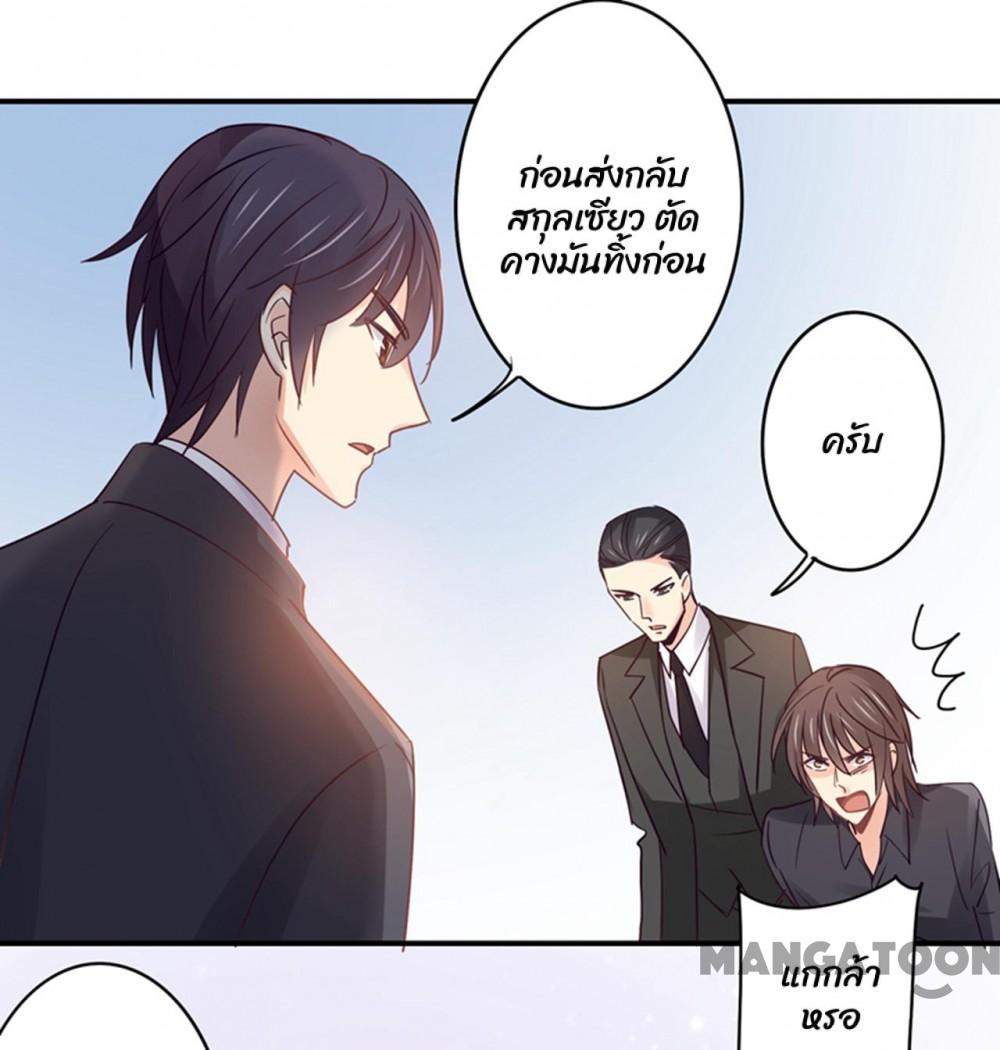 ก่อนส่งกลับ
สกุลเซียว ตัด
คางมันทิ้งก่อน
ครับ
MANGATOON
แกกล้า
หรอ